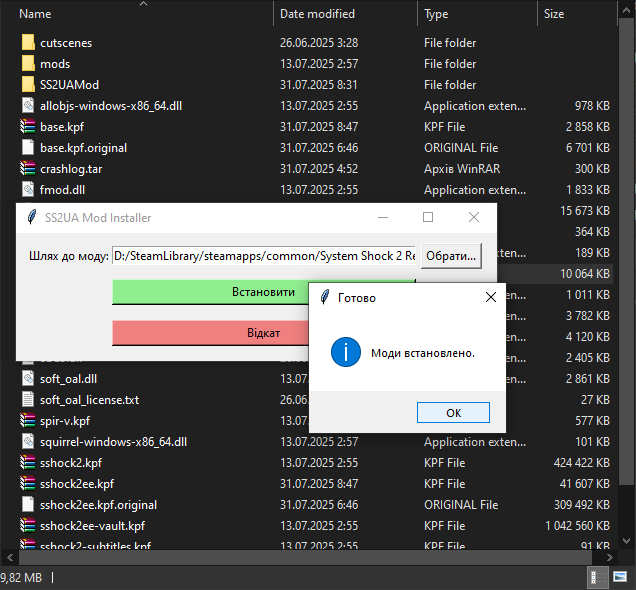 Name Date modified Type Size
cutscenes 26.06.2025 3:28 File folder
mods 13.07.2025 2:57 File folder
SS2UAMod 31.07.2025 8:31 File folder
allobjs-windows-x86_64.dll 13.07.2025 2:55 Application exten... 978 KB
base.kpf 31.07.2025 8:47 KPF File 2 858 KB
base.kpf.original 31.07.2025 6:46 ORIGINAL File 6 701 KB
crashlog.tar 31.07.2025 4:52 Архів WinRAR 300 KB
fmod.dll 13.07.2025 2:55 Application exten... 1 833 KB
15 673 KB
364 KB
189 KB
10 064 KB
1 011 KB
3 782 KB
4 120 KB
2 405 KB
SS2UA Mod Installer
Шлях до моду: D:/SteamLibrary/steamapps/common/System Shock 2 Re Обрати...
Встановити
Відкат
Готово
Моди встановлено.
OK
soft_oal.dll 13.07 2 861 KB
soft_oal_license.txt 26.06 27 KB
spir-v.kpf 13.07 577 KB
squirrel-windows-x86_64.dll 13.07.2025 2:57 Application exten... 101 KB
sshock2.kpf 13.07.2025 2:55 KPF File 424 422 KB
sshock2ee.kpf 31.07.2025 8:47 KPF File 41 607 KB
sshock2ee.kpf.original 31.07.2025 6:46 ORIGINAL File 309 492 KB
sshock2ee-vault.kpf 13.07.2025 2:55 KPF File 1 042 560 KB
sshock2-subtitles.kpf 13.07.2025 2:55 KPF File 91 KB
9,82 MB